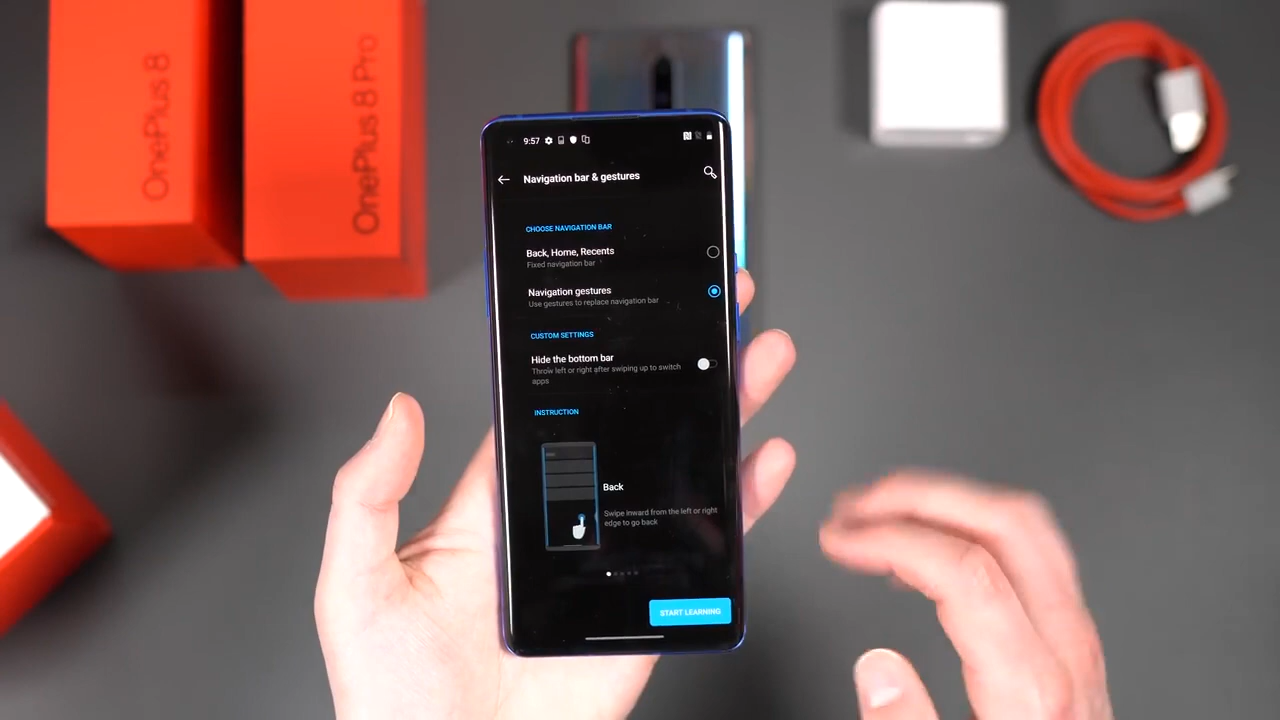 OnePlus 8
OnePlus 8 Pro
9:57
Navigation bar & gestures
CHOOSE NAVIGATION BAR
Back, Home, Recents
Fixed navigation bar
Navigation gestures
Use gestures to replace navigation bar
CUSTOM SETTINGS
Hide the bottom bar
Throw left or right after swiping up to switch
apps
INSTRUCTION
Back
Swipe inward from the left or right
edge to go back
START LEARNING